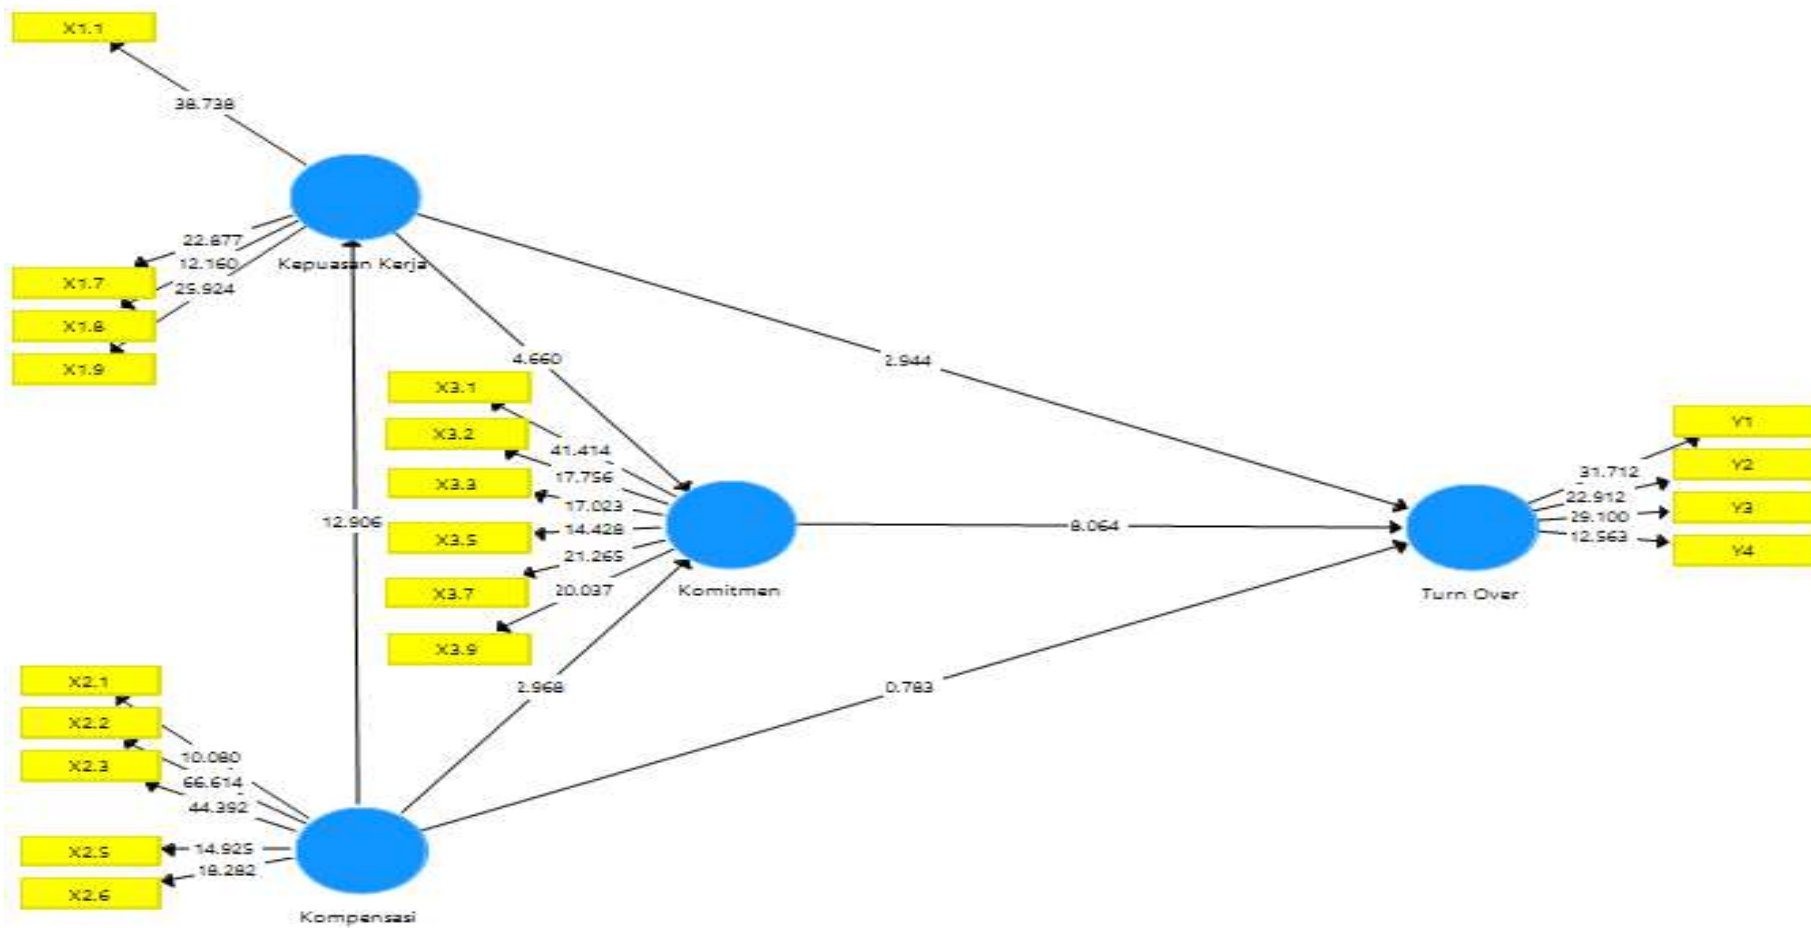 X1.1
38.738
22.877
12.160
25.924
X1.7
X1.8
X1.9
Kepuasan Kerja
4.660
2.944
X3.1
X3.2
X3.3
X3.5
X3.7
X3.9
41.414
17.756
17.023
14.428
21.265
20.037
12.906
Komitmen
8.064
Y1
Y2
Y3
Y4
31.712
22.912
29.100
12.563
Turn Over
2.968
0.783
X2.1
X2.2
X2.3
X2.5
X2.6
10.080
66.614
44.392
14.925
18.282
Kompensasi